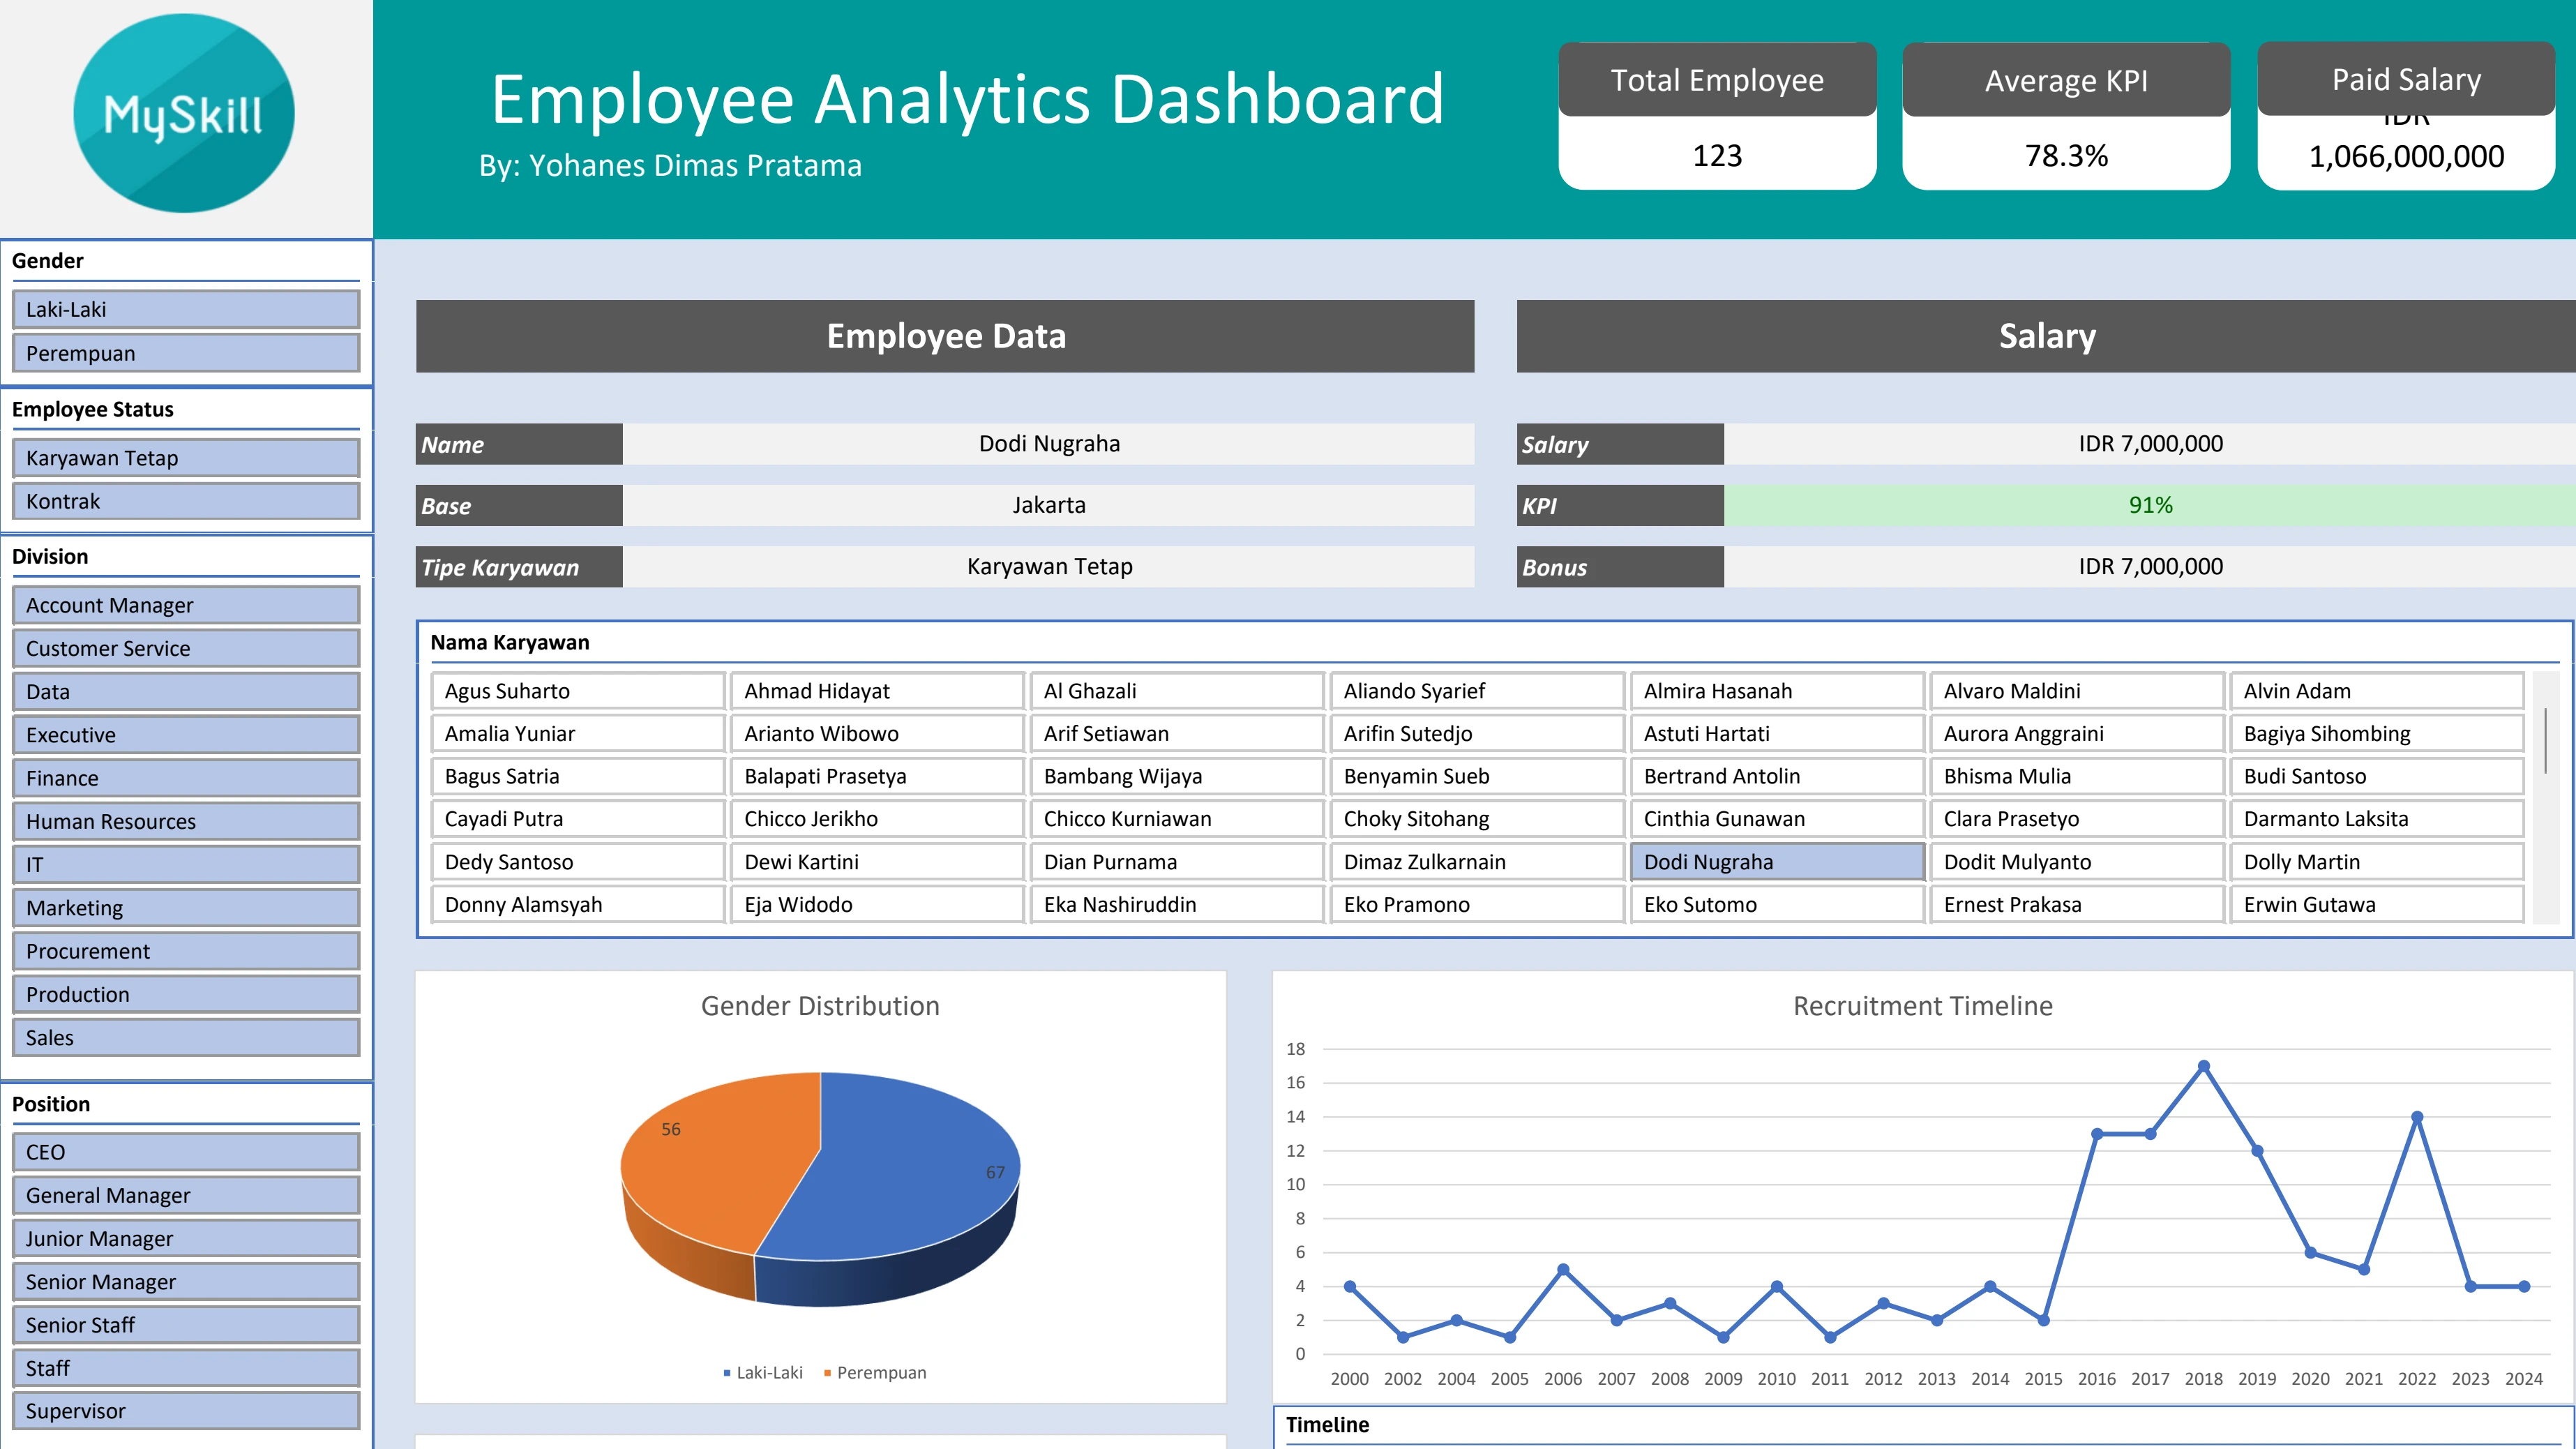 MySkill
Employee Analytics Dashboard
By: Yohanes Dimas Pratama
Total Employee
123
Average KPI
78.3%
Paid Salary
IDR
1,066,000,000
Gender
Laki-Laki
Perempuan
Employee Status
Karyawan Tetap
Kontrak
Division
Account Manager
Customer Service
Data
Executive
Finance
Human Resources
IT
Marketing
Procurement
Production
Sales
Position
CEO
General Manager
Junior Manager
Senior Manager
Senior Staff
Staff
Supervisor
Employee Data
Name Dodi Nugraha
Base Jakarta
Tipe Karyawan Karyawan Tetap
Salary
Salary IDR 7,000,000
KPI 91%
Bonus IDR 7,000,000
Nama Karyawan
Agus Suharto Ahmad Hidayat Al Ghazali Aliando Syarief Almira Hasanah Alvaro Maldini Alvin Adam
Amalia Yuniar Arianto Wibowo Arif Setiawan Arifin Sutedjo Astuti Hartati Aurora Anggraini Bagiya Sihombing
Bagus Satria Balapati Prasetya Bambang Wijaya Benyamin Sueb Bertrand Antolin Bhisma Mulia Budi Santoso
Cayadi Putra Chicco Jerikho Chicco Kurniawan Choky Sitohang Cinthia Gunawan Clara Prasetyo Darmanto Laksita
Dedy Santoso Dewi Kartini Dian Purnama Dimaz Zulkarnain Dodi Nugraha Dodit Mulyanto Dolly Martin
Donny Alamsyah Eja Widodo Eka Nashiruddin Eko Pramono Eko Sutomo Ernest Prakasa Erwin Gutawa
Gender Distribution
56
67
Laki-Laki Perempuan
Recruitment Timeline
18
16
14
12
10
8
6
4
2
0
2000 2002 2004 2005 2006 2007 2008 2009 2010 2011 2012 2013 2014 2015 2016 2017 2018 2019 2020 2021 2022 2023 2024
Timeline